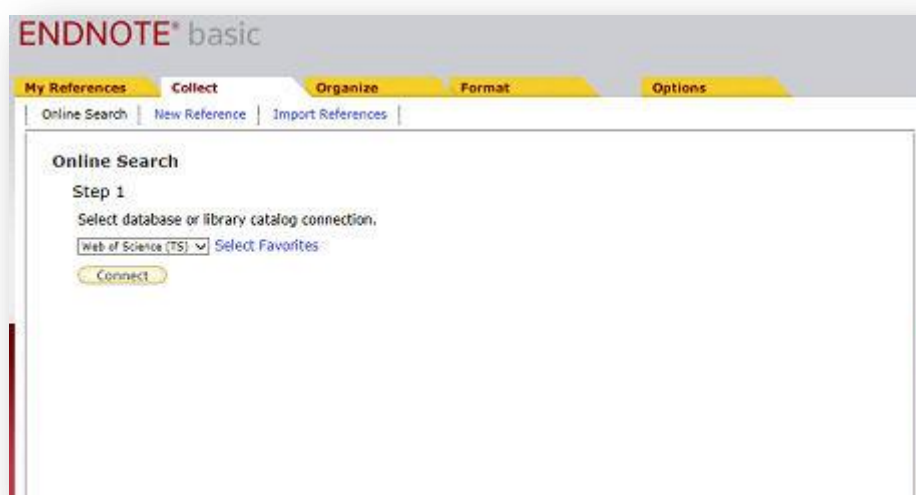 ENDNOTE® basic
My References Collect Organize Format Options
Online Search New Reference Import References
Online Search
Step 1
Select database or library catalog connection.
Web of Science (TS) Select Favorites
Connect